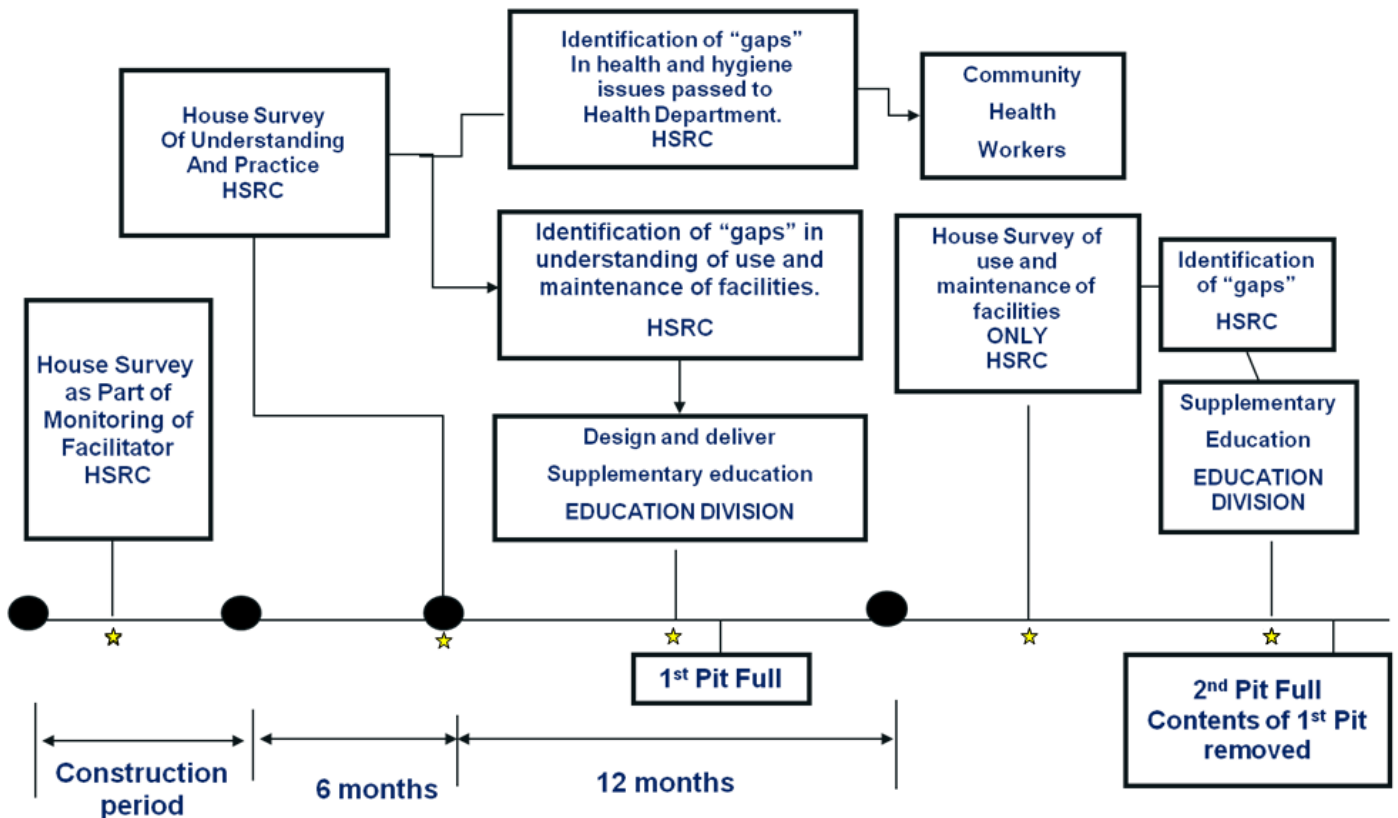 House Survey
Of Understanding
And Practice
HSRC
Identification of “gaps”
In health and hygiene
issues passed to
Health Department.
HSRC
Community
Health
Workers
House Survey
as Part of
Monitoring of
Facilitator
HSRC
Identification of “gaps” in
understanding of use and
maintenance of facilities.
HSRC
House Survey of
use and
maintenance of
facilities
ONLY
HSRC
Identification
of “gaps”
HSRC
Design and deliver
Supplementary education
EDUCATION DIVISION
Supplementary
Education
EDUCATION
DIVISION
1st Pit Full
2nd Pit Full
Contents of 1st Pit
removed
Construction
period
6 months
12 months